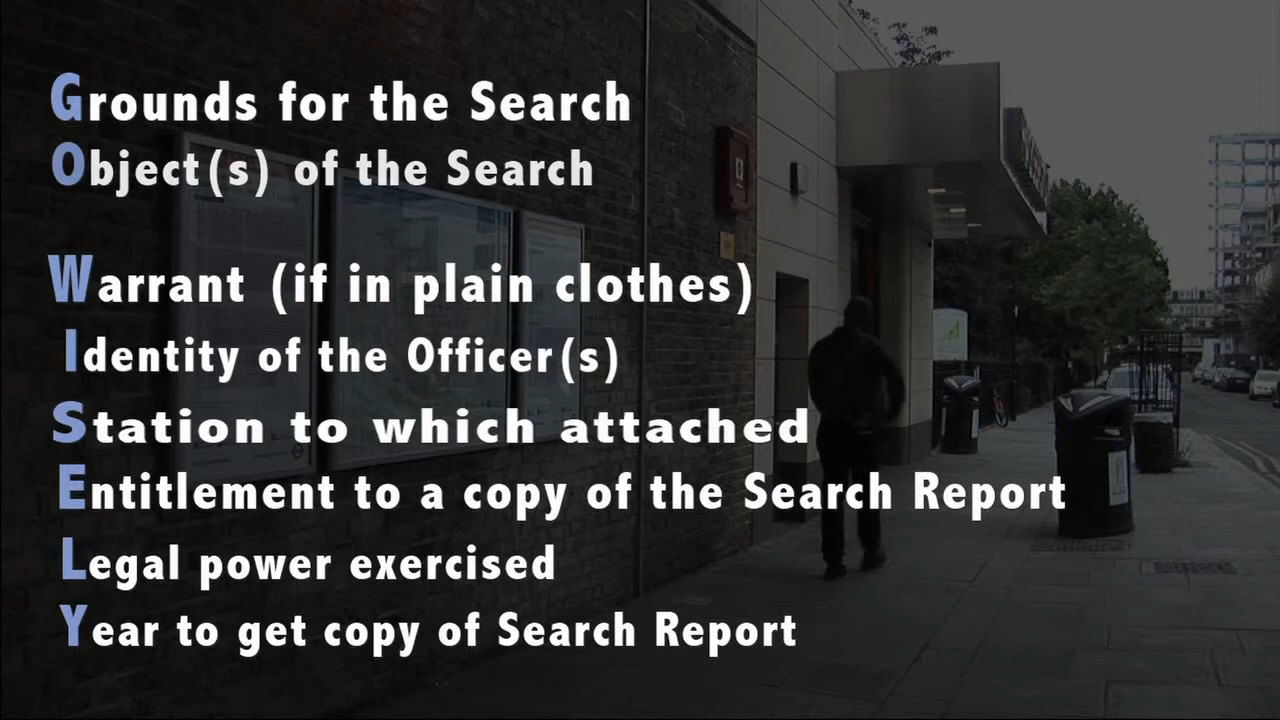 Grounds for the Search
Object(s) of the Search
Warrant (if in plain clothes)
Identity of the Officer(s)
Station to which attached
Entitlement to a copy of the Search Report
Legal power exercised
Year to get copy of Search Report